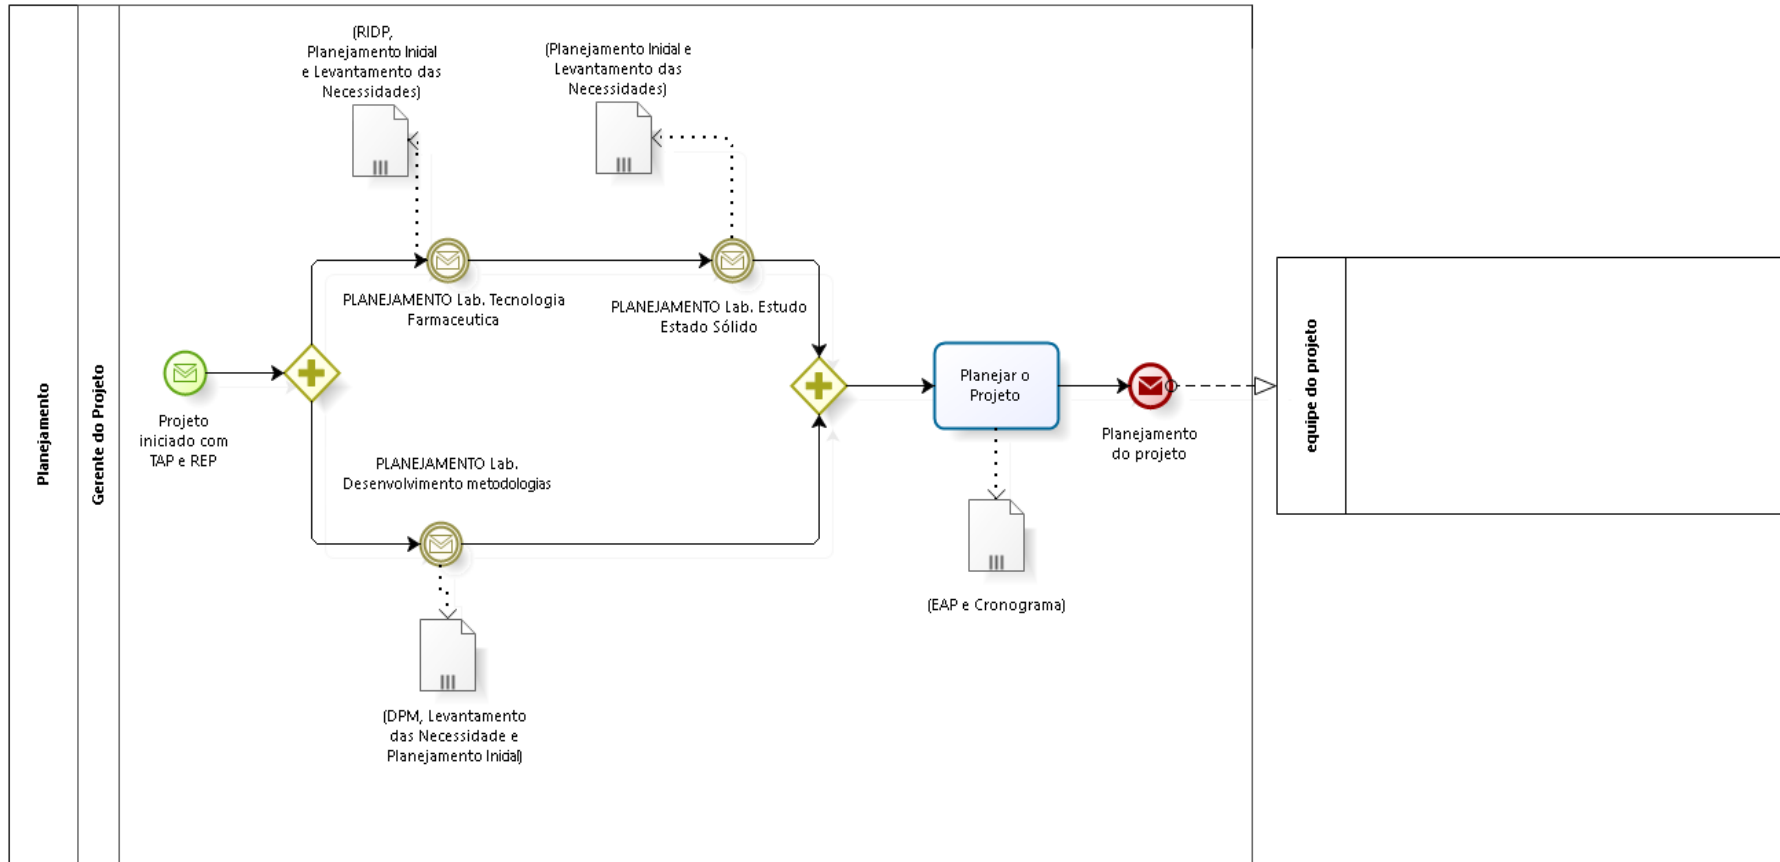 Planejamento
Gerente do Projeto
(RIDP,
Planejamento Inicial
e Levantamento das
Necessidades)
(Planejamento Inicial e
Levantamento das
Necessidades)
PLANEJAMENTO Lab. Tecnologia
Farmaceutica
PLANEJAMENTO Lab. Estudo
Estado Sólido
Projeto
iniciado com
TAP e REP
PLANEJAMENTO Lab.
Desenvolvimento metodologias
(DPM, Levantamento
das Necessidade e
Planejamento Inicial)
Planejar o
Projeto
(EAP e Cronograma)
Planejamento
do projeto
equipe do projeto